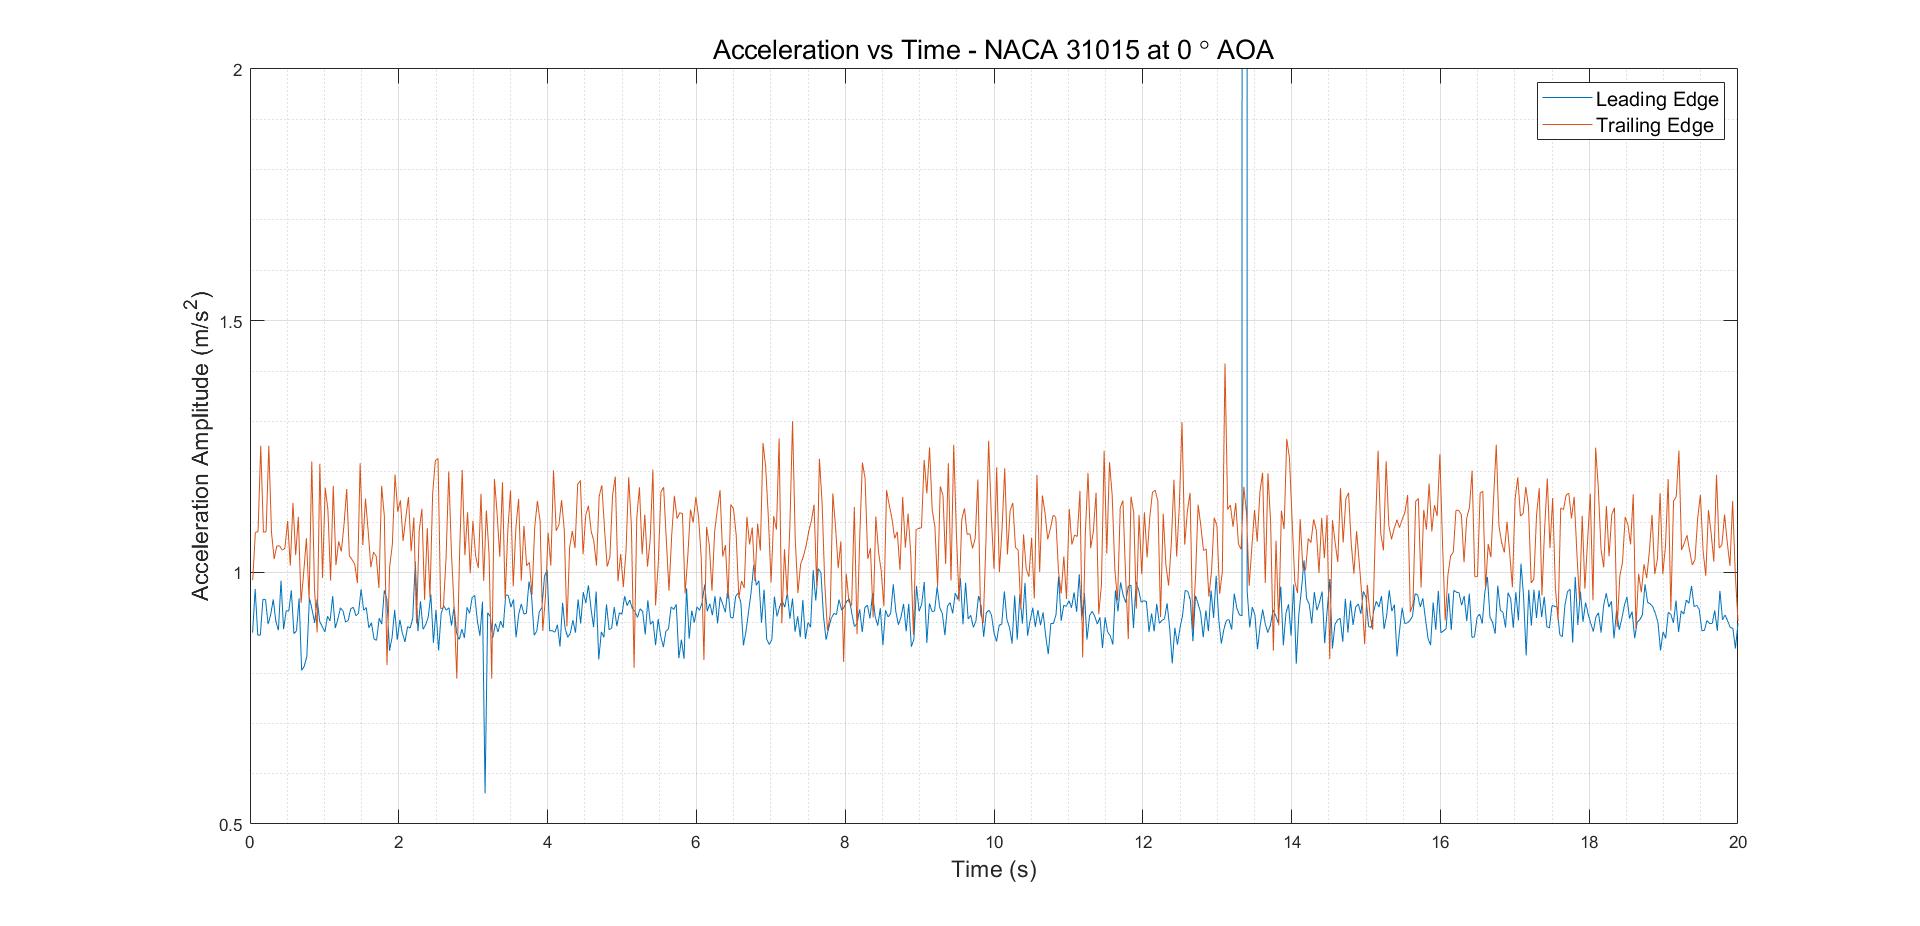 Acceleration vs Time - NACA 31015 at 0 ° AOA
Leading Edge
Trailing Edge
Acceleration Amplitude (m/s²)
2
1.5
1
0.5
0 2 4 6 8 10 12 14 16 18 20
Time (s)